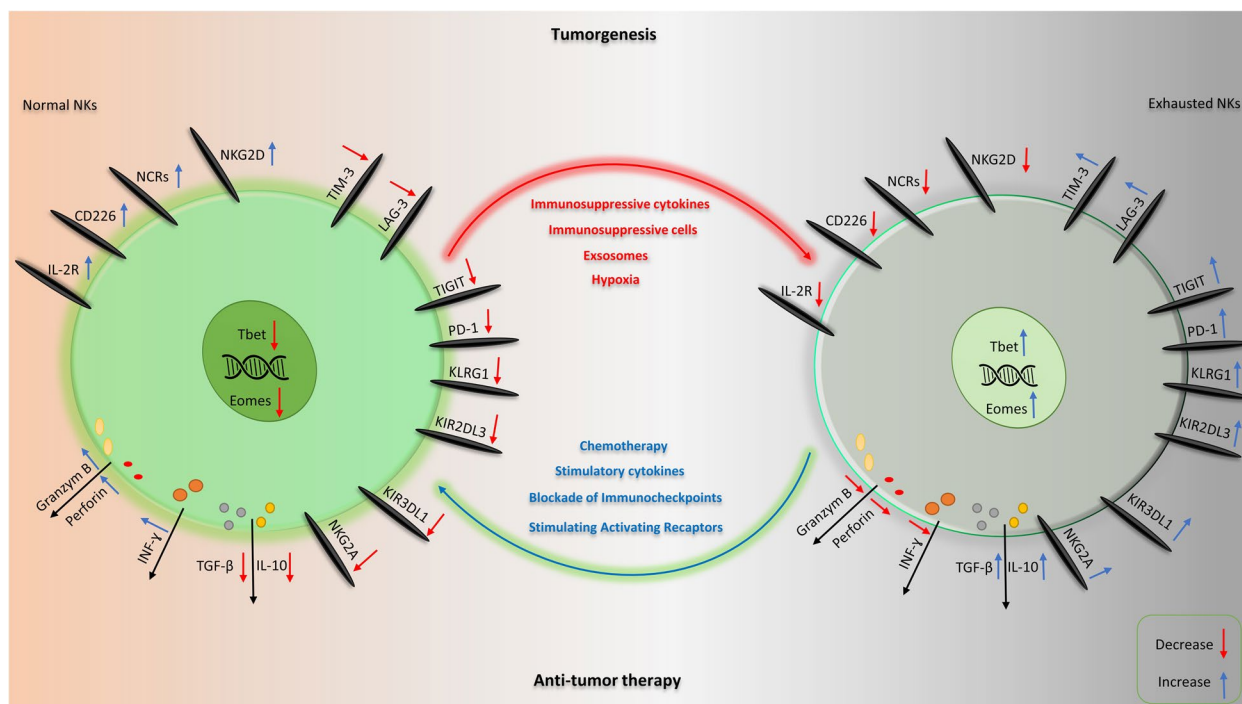 Tumorgenesis
Normal NKs
Exhausted NKs
NKG2D
NCRs
CD226
IL-2R
TIM-3
LAG-3
TIGIT
PD-1
KLRG1
KIR2DL3
KIR3DL1
NKG2A
Tbet
Eomes
Granzym B
Perforin
INF-γ
TGF-β
IL-10
Immunosuppressive cytokines
Immunosuppressive cells
Exsosomes
Hypoxia
Chemotherapy
Stimulatory cytokines
Blockade of Immunocheckpoints
Stimulating Activating Receptors
NKG2D
NCRs
CD226
IL-2R
TIM-3
LAG-3
TIGIT
PD-1
KLRG1
KIR2DL3
KIR3DL1
NKG2A
Tbet
Eomes
Granzym B
Perforin
INF-γ
TGF-β
IL-10
Anti-tumor therapy
Decrease
Increase